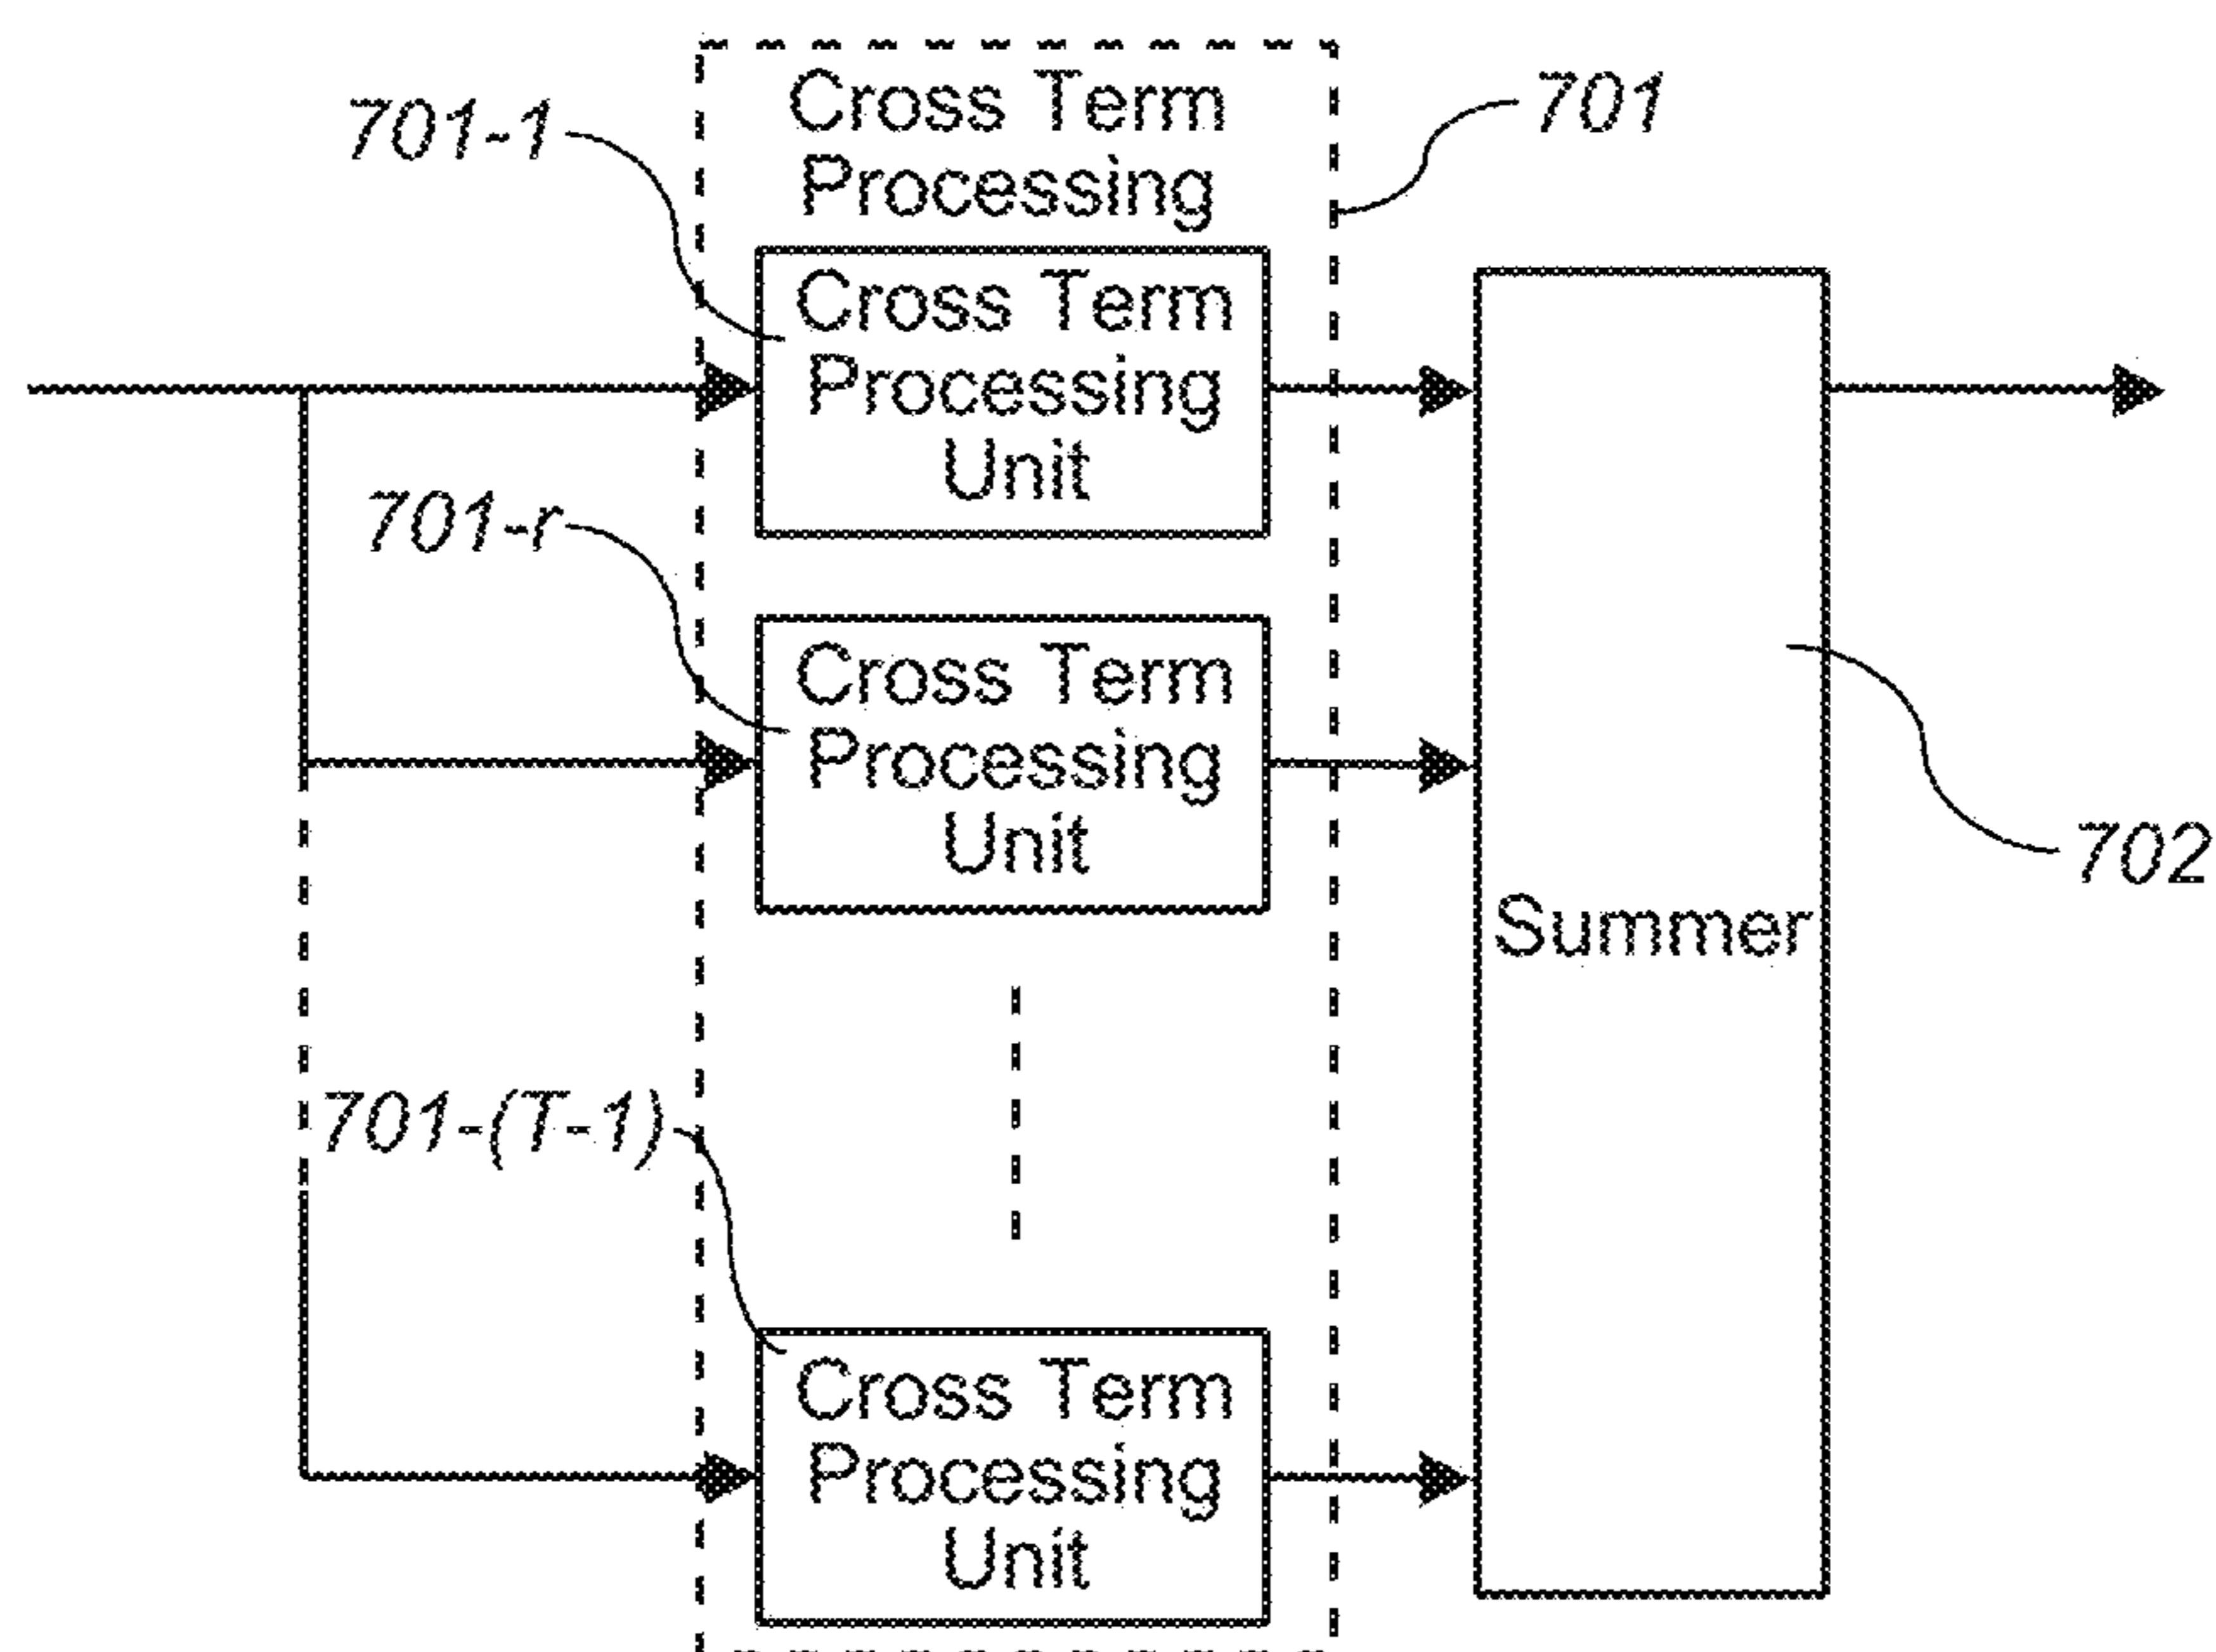 Cross Term
Processing
701
701-1
Cross Term
Processing
Unit
701-r
Cross Term
Processing
Unit
702
Summer
701-(T-1)
Cross Term
Processing
Unit